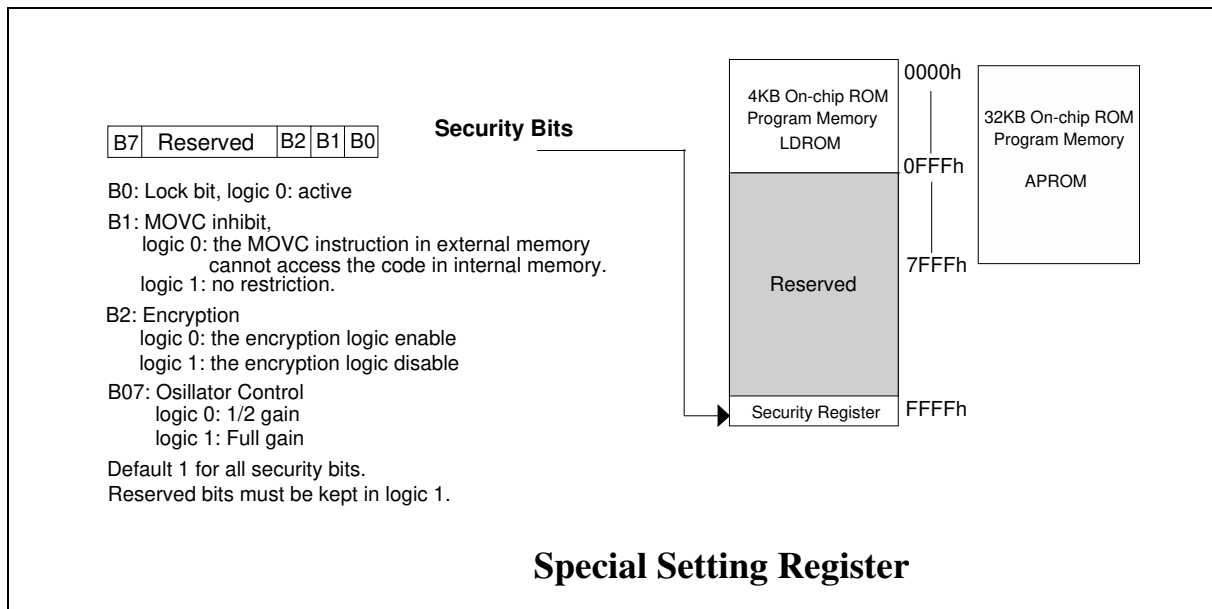 B7 Reserved B2 B1 B0
Security Bits
B0: Lock bit, logic 0: active
B1: MOVC inhibit,
logic 0: the MOVC instruction in external memory
cannot access the code in internal memory.
logic 1: no restriction.
B2: Encryption
logic 0: the encryption logic enable
logic 1: the encryption logic disable
B07: Osillator Control
logic 0: 1/2 gain
logic 1: Full gain
Default 1 for all security bits.
Reserved bits must be kept in logic 1.
4KB On-chip ROM
Program Memory
LDROM
Reserved
Security Register
0000h
0FFFh
7FFFh
FFFFh
32KB On-chip ROM
Program Memory
APROM
Special Setting Register